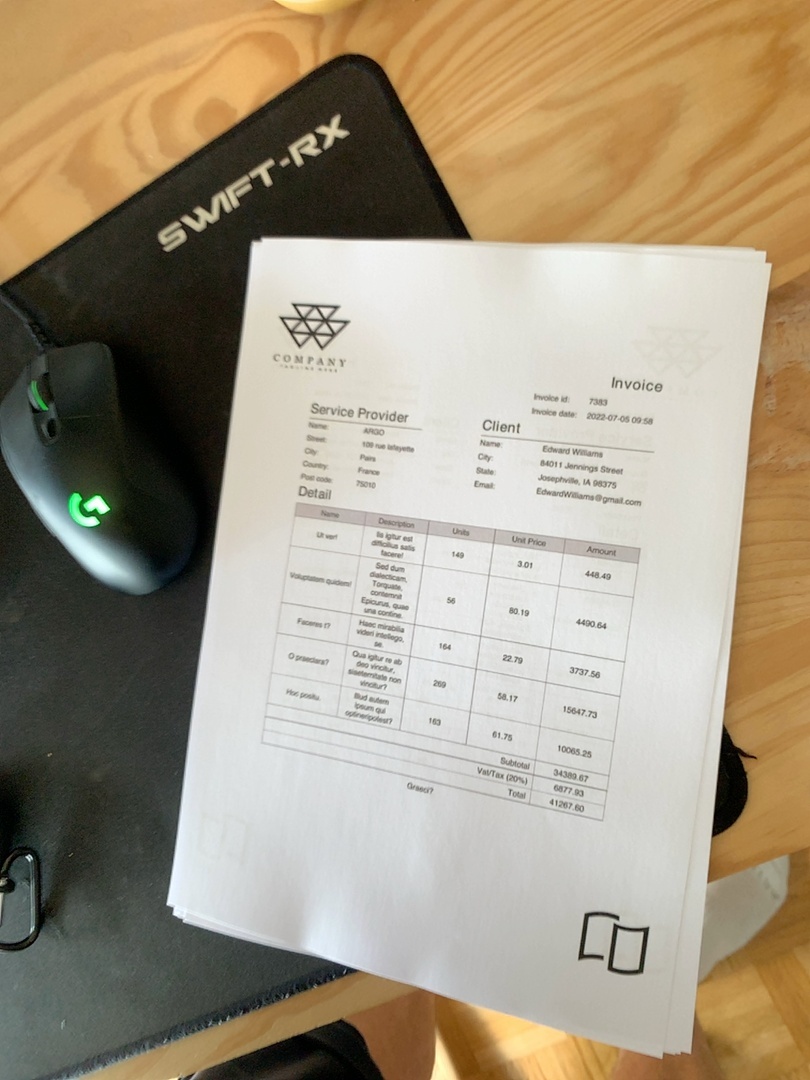 SWIFT-RX
COMPANY
Invoice
Invoice id: 7383
Invoice date: 2022-07-05 09:58
Service Provider
Name: ARGO
Street: 109 rue lafayette
City: Pairs
Country: France
Post code: 75010
Client
Name: Edward Williams
City: 84011 Jennings Street
State: Josephville, IA 98375
Email: EdwardWilliams@gmail.com
Detail
Name Description Units Unit Price Amount
Ut ver! Ila igitur est 149 3.01 448.49
difficilius satis
facere!
Voluptatem quidem! Sed dum 56 80.19 4490.64
dialecticam,
Torquate,
contemnit
Epicurus, quae
una contine.
Faceres t? Haec mirabilia 164 22.79 3737.56
videri intellego,
se.
O praeclara? Qua igitur re ab 269 58.17 15647.73
deo vincitur,
siaeternitate non
vincitur?
Hoc positu. Illud autem 163 61.75 10065.25
ipsum qui
optineripotest?
Subtotal 34389.67
Vat/Tax (20%) 6877.93
Total 41267.60
Grasci?